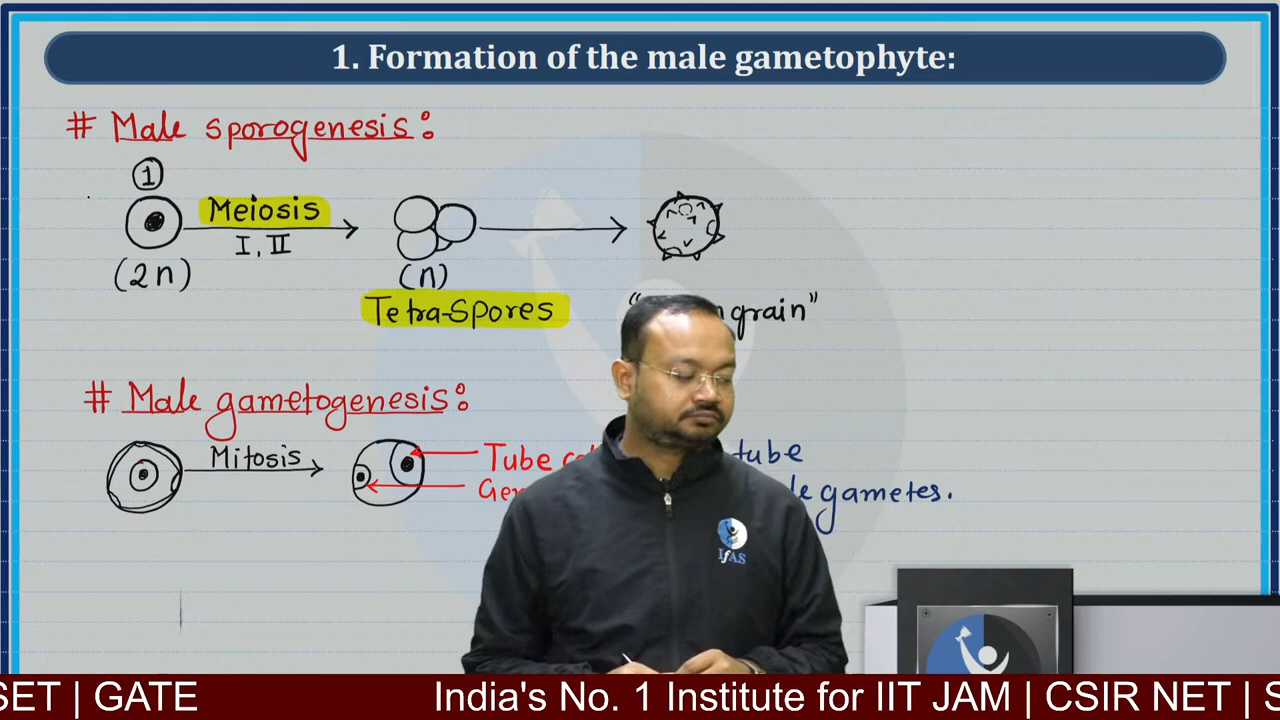 1. Formation of the male gametophyte:
# Male sporogenesis:
1
Meiosis
I, II
(2n)
(n)
Tetra-Spores
grain"
# Male gametogenesis:
Mitosis
Tube tube
gametes.
IFAS
SET | GATE India's No. 1 Institute for IIT JAM | CSIR NET | S